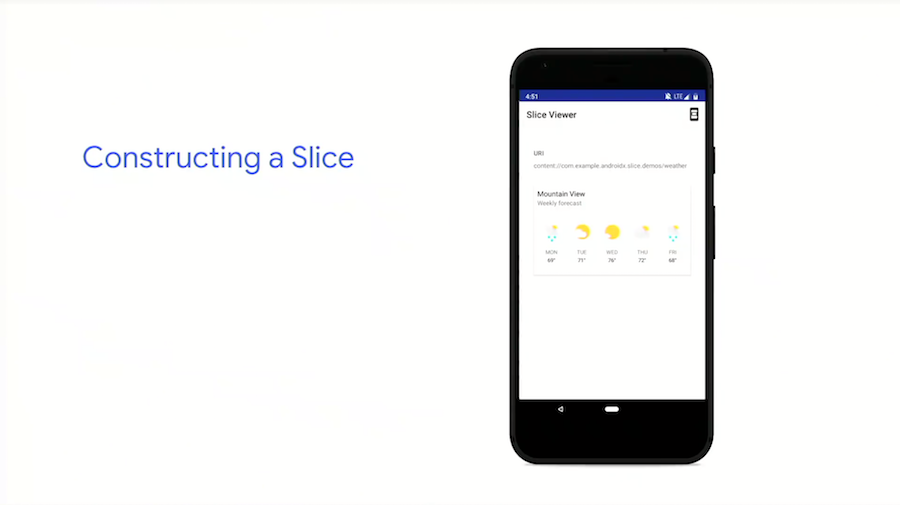 Constructing a Slice
4:51 LTE
Slice Viewer
URI
content://com.example.androidx.slice.demos/weather
Mountain View
Weekly forecast
MON TUE WED THU FRI
69° 71° 76° 72° 68°